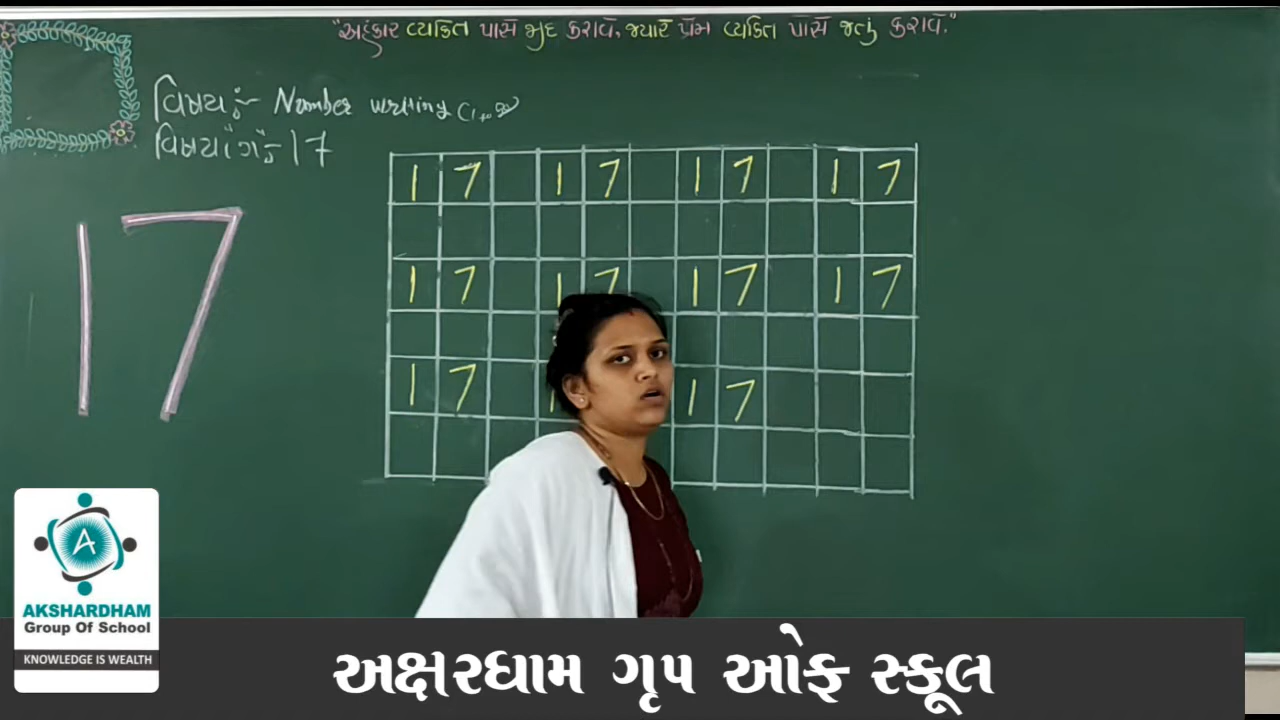 "અહંકાર વ્યકિત પાસે મુદ કરાવે, જ્યારે પ્રેમ વ્યકિત પાસે જતું કરાવે."
વિષય :- Number writing
વિષયાંગ :- 17
17
1 7 1 7 1 7 1 7
1 7 1 7 1 7 1 7
1 7 1 1 7
A
AKSHARDHAM
Group Of School
KNOWLEDGE IS WEALTH
અક્ષરધામ ગૃપ ઓફ સ્કૂલ